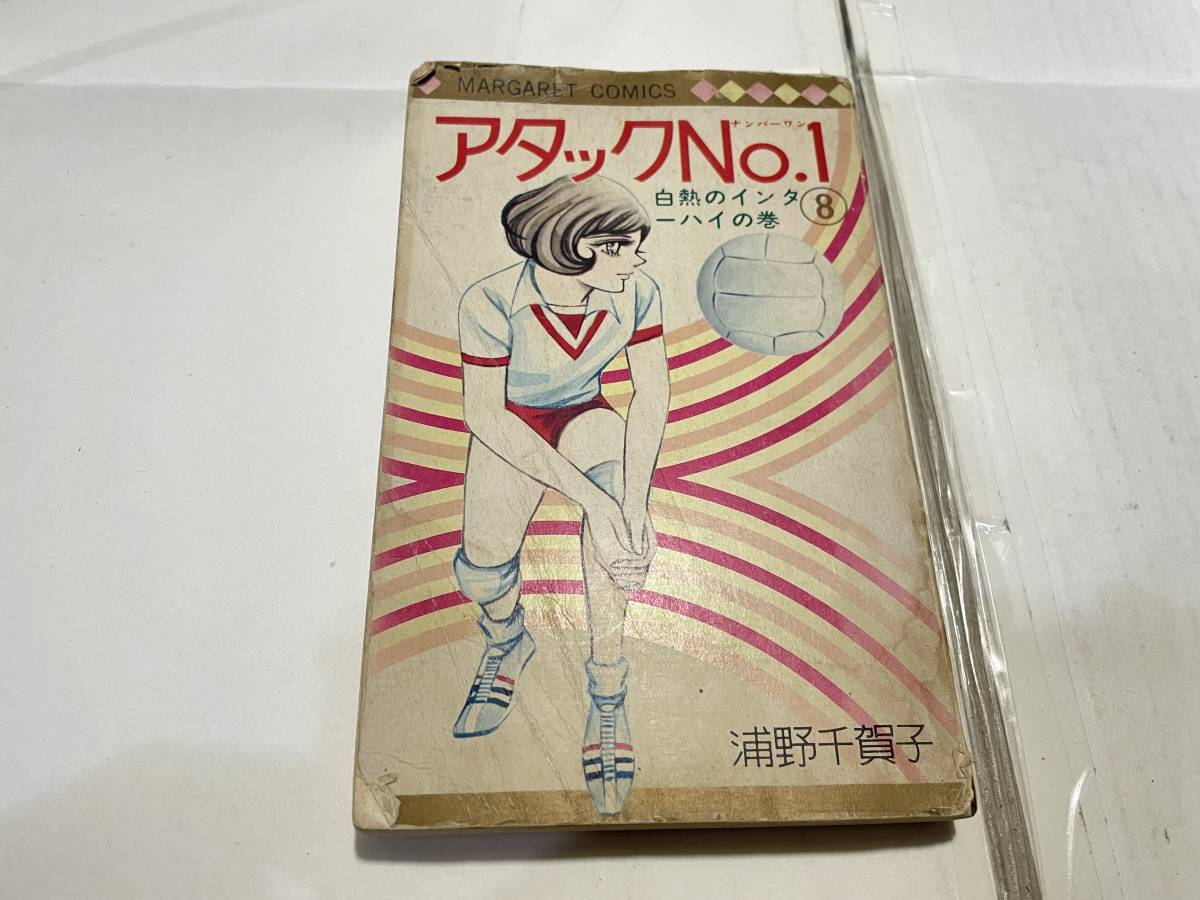 MARGARET COMICS
ナンバーワン
アタックNo.1
白熱のインタ
ーハイの巻
8
浦野千賀子